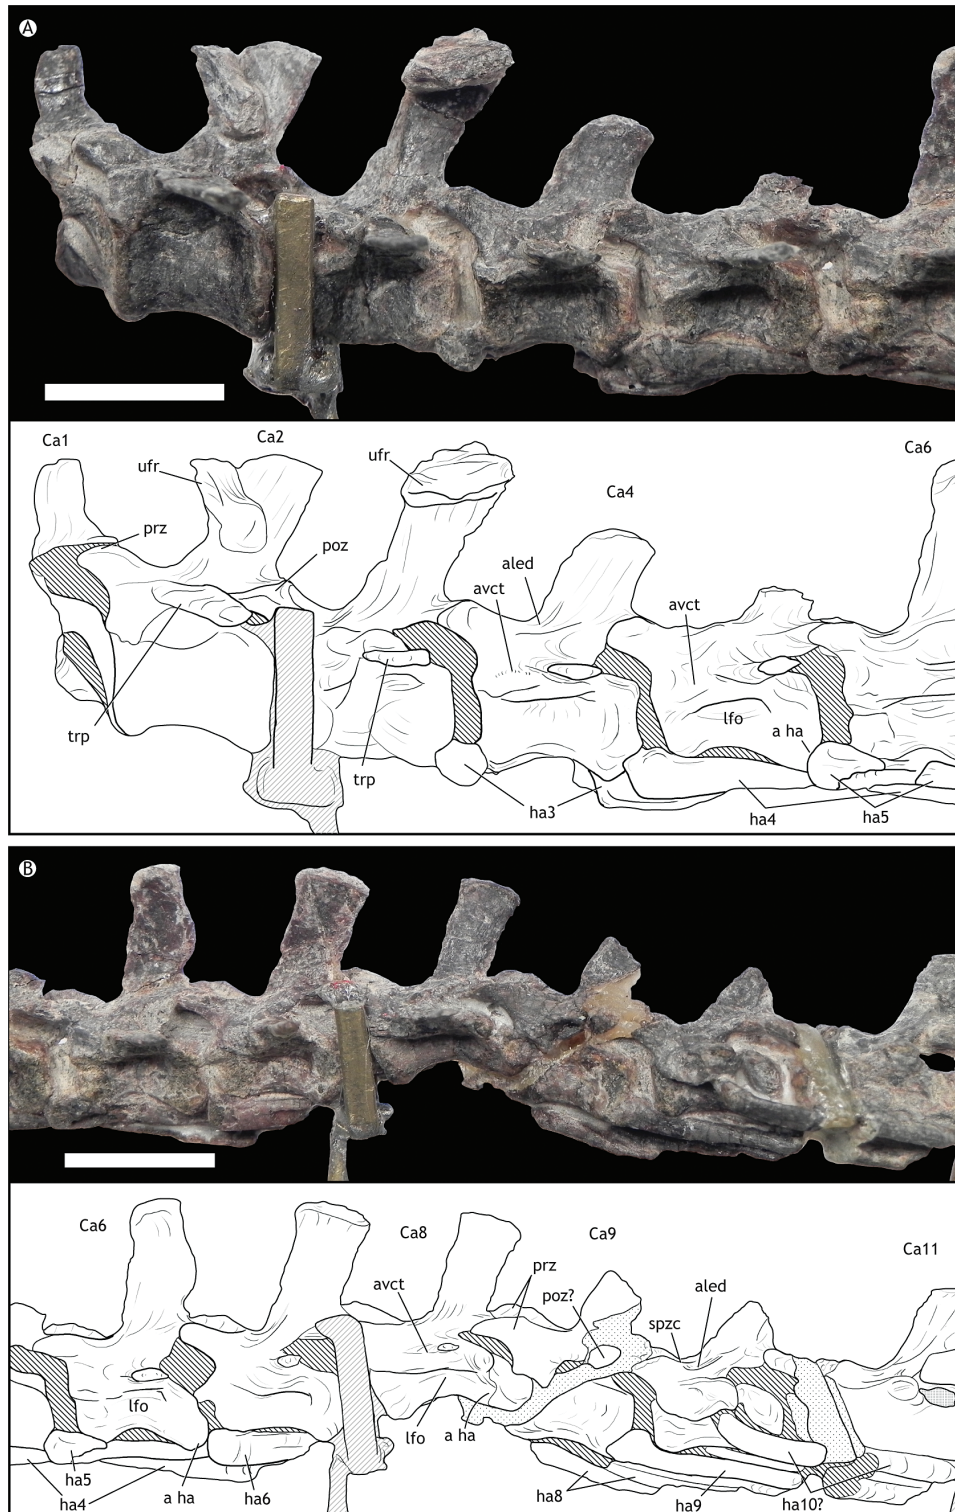 A
Ca1
Ca2
Ca6
ufr
ufr
Ca4
prz
poz
aled
avct
avct
lfo
a ha
trp
trp
ha3
ha4
ha5
B
Ca6
Ca8
Ca9
Ca11
prz
avct
poz?
aled
spzc
lfo
lfo
a ha
ha5
ha4
a ha
ha6
ha8
ha9
ha10?